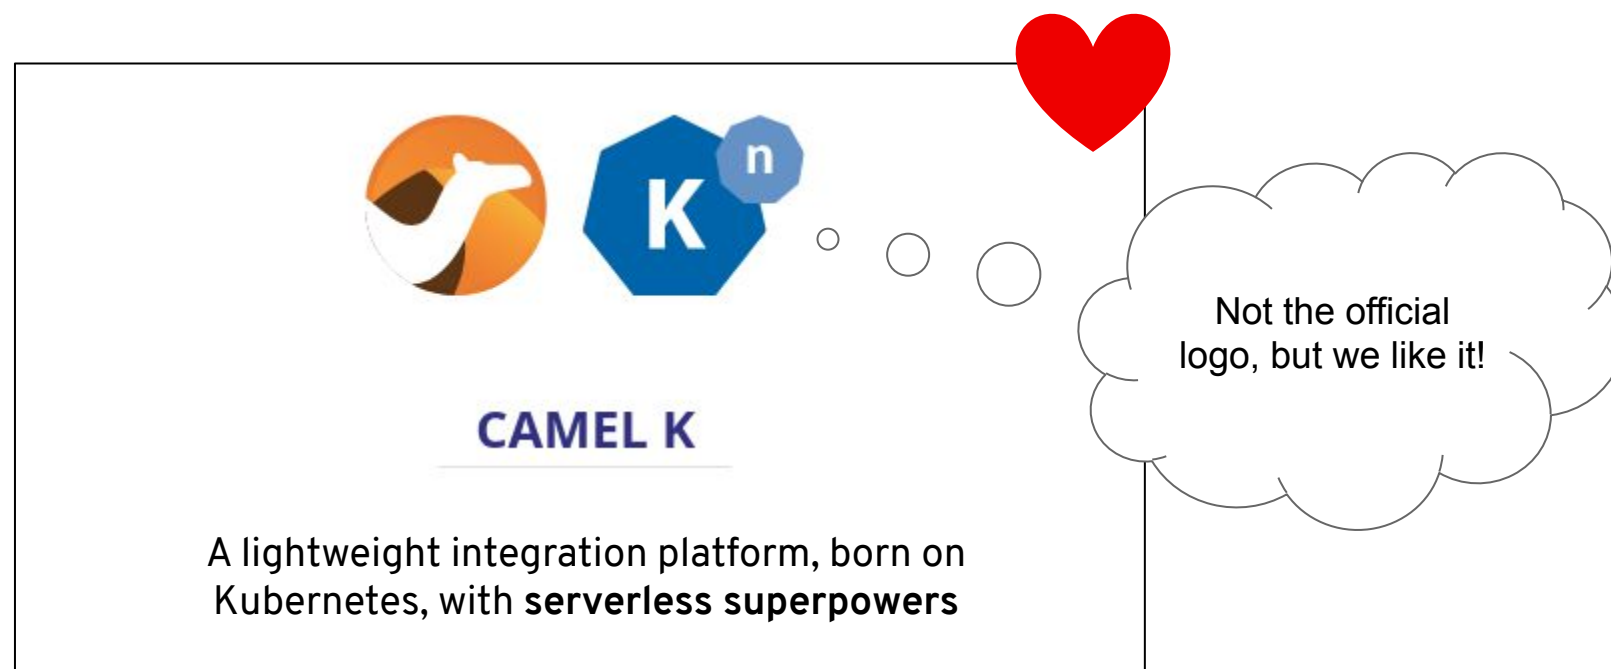 K n
Not the official
logo, but we like it!
CAMEL K
A lightweight integration platform, born on
Kubernetes, with serverless superpowers